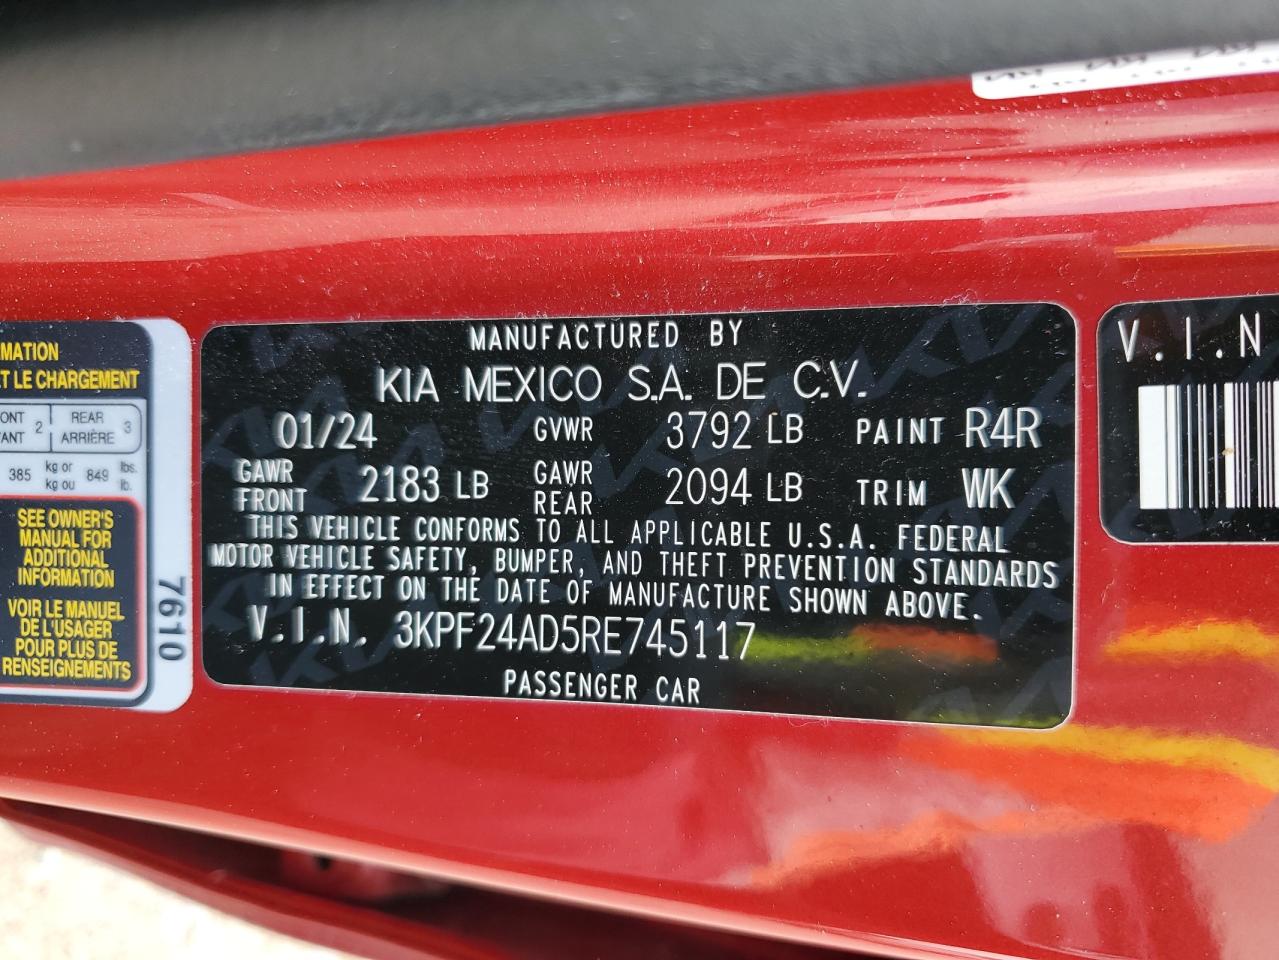 MANUFACTURED BY
KIA MEXICO S.A. DE C.V.
01/24 GVWR 3792 LB PAINT R4R
GAWR FRONT 2183 LB GAWR REAR 2094 LB TRIM WK
THIS VEHICLE CONFORMS TO ALL APPLICABLE U.S.A. FEDERAL
MOTOR VEHICLE SAFETY, BUMPER, AND THEFT PREVENTION STANDARDS
IN EFFECT ON THE DATE OF MANUFACTURE SHOWN ABOVE.
V.I.N. 3KPF24AD5RE745117
PASSENGER CAR
MATION
ET LE CHARGEMENT
ONT 2 REAR 3
ANT ARRIÈRE
385 kg or 849 lbs.
kg ou lb.
SEE OWNER'S
MANUAL FOR
ADDITIONAL
INFORMATION
VOIR LE MANUEL
DE L'USAGER
POUR PLUS DE
RENSEIGNEMENTS
7610
V.I.N